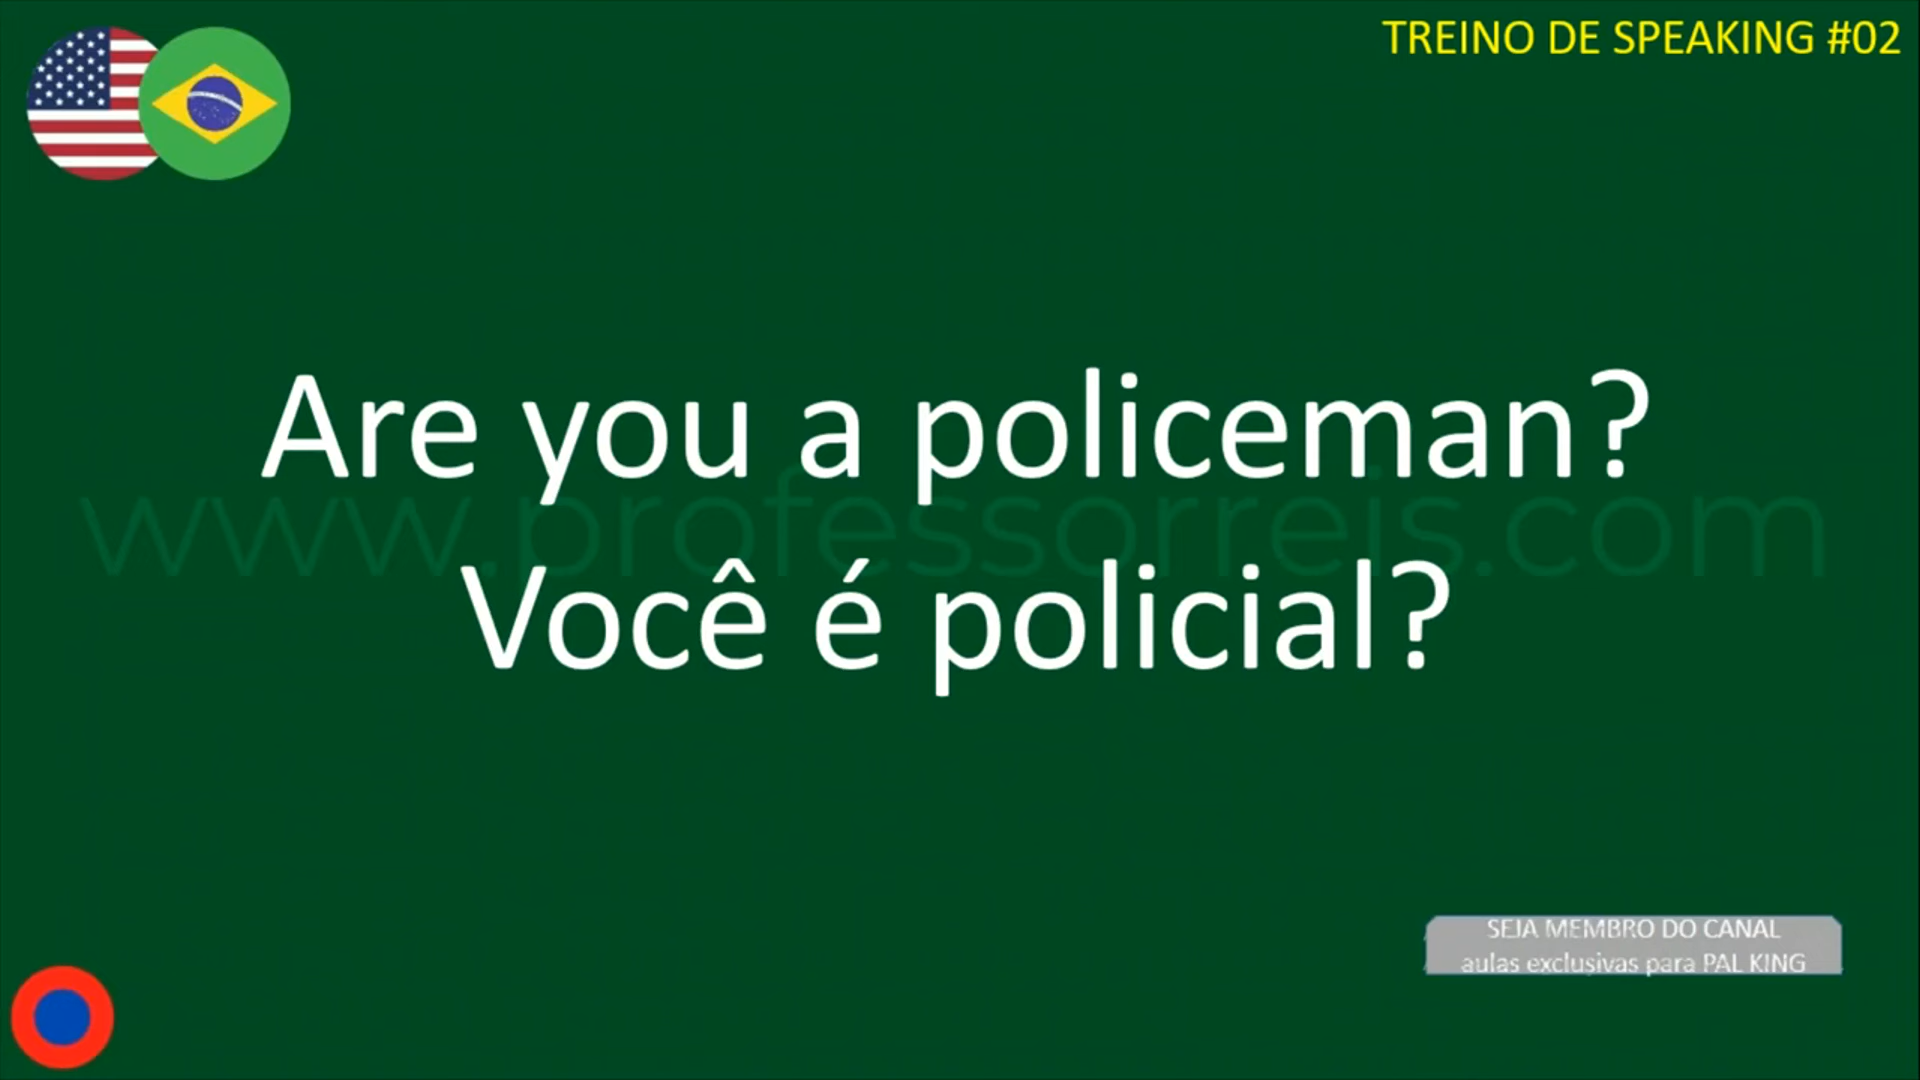 TREINO DE SPEAKING #02
Are you a policeman?
www.professorreis.com
Você é policial?
SEJA MEMBRO DO CANAL
aulas exclusivas para PAL KING